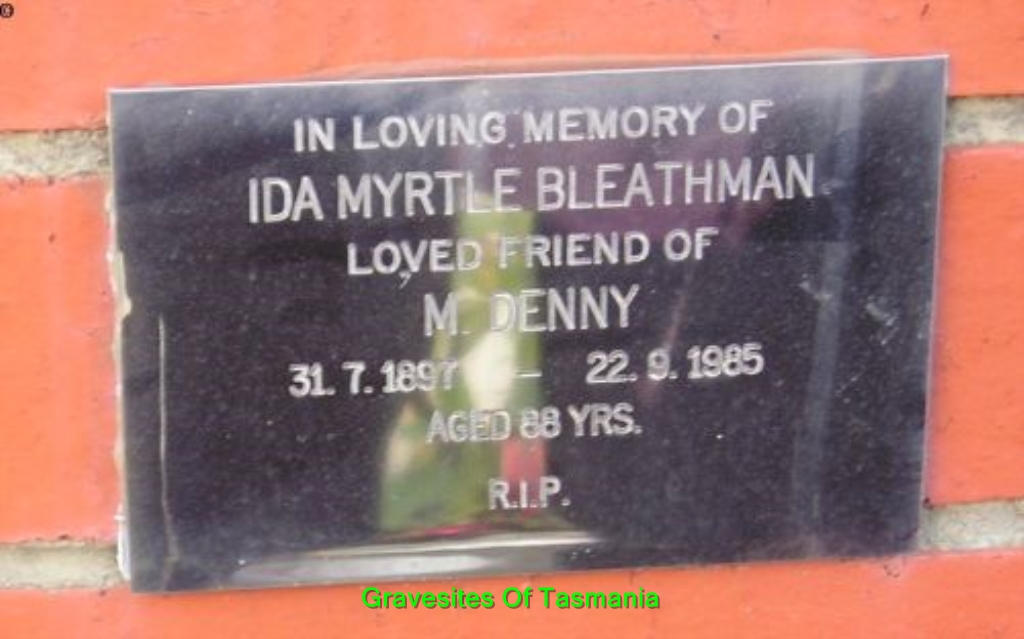 IN LOVING MEMORY OF
IDA MYRTLE BLEATHMAN
LOVED FRIEND OF
M. DENNY
31. 7. 1897 – 22. 9. 1985
AGED 88 YRS.
R.I.P.
Gravesites Of Tasmania